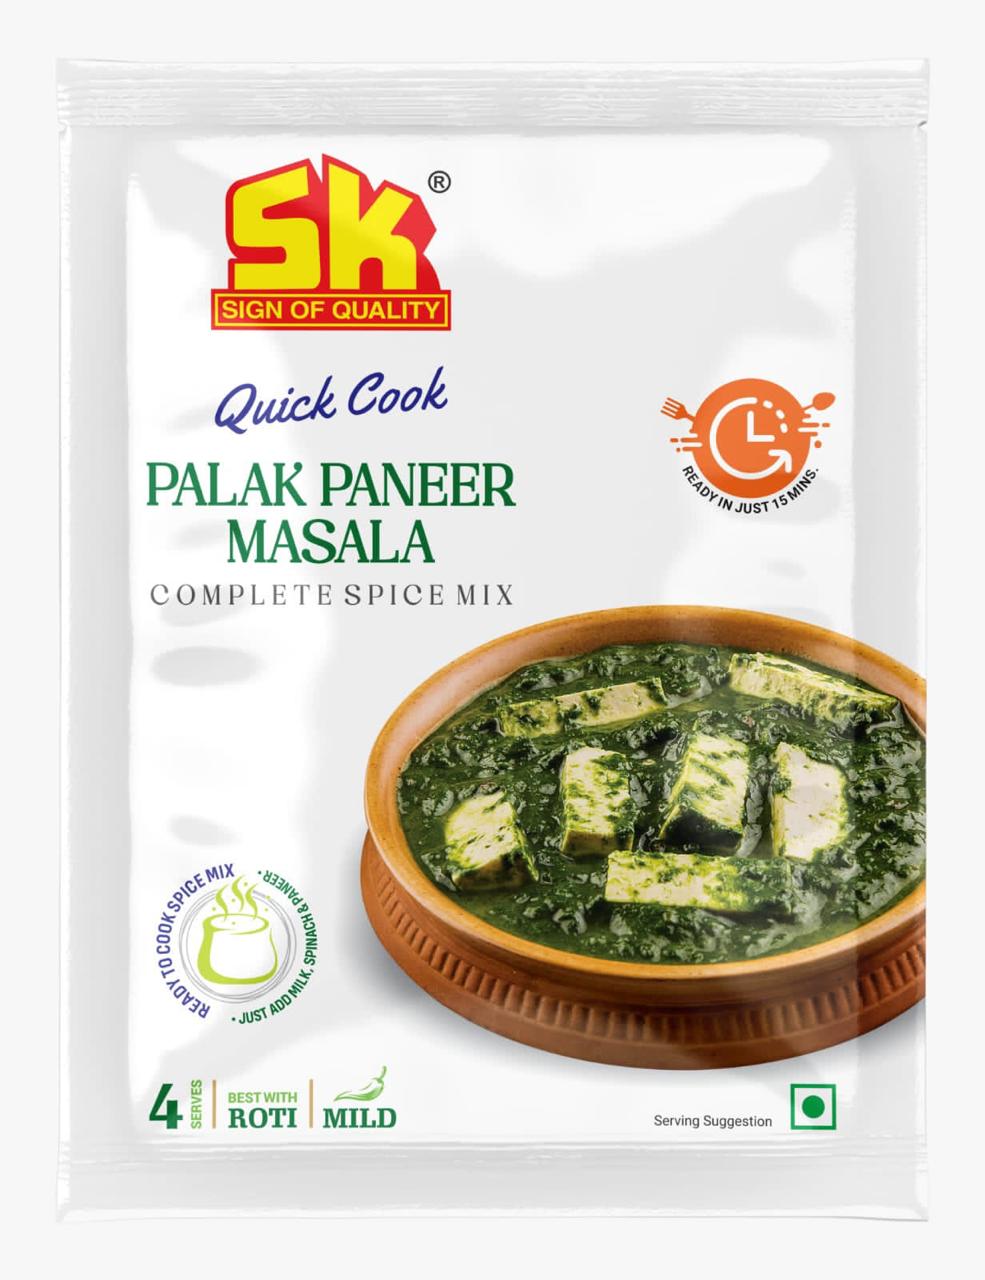 SK®
SIGN OF QUALITY
Quick Cook
PALAK PANEER
MASALA
COMPLETE SPICE MIX
READY IN JUST 15 MINS.
READY TO COOK SPICE MIX
• JUST ADD MILK, SPINACH & PANEER •
4 SERVES
BEST WITH
ROTI
MILD
Serving Suggestion